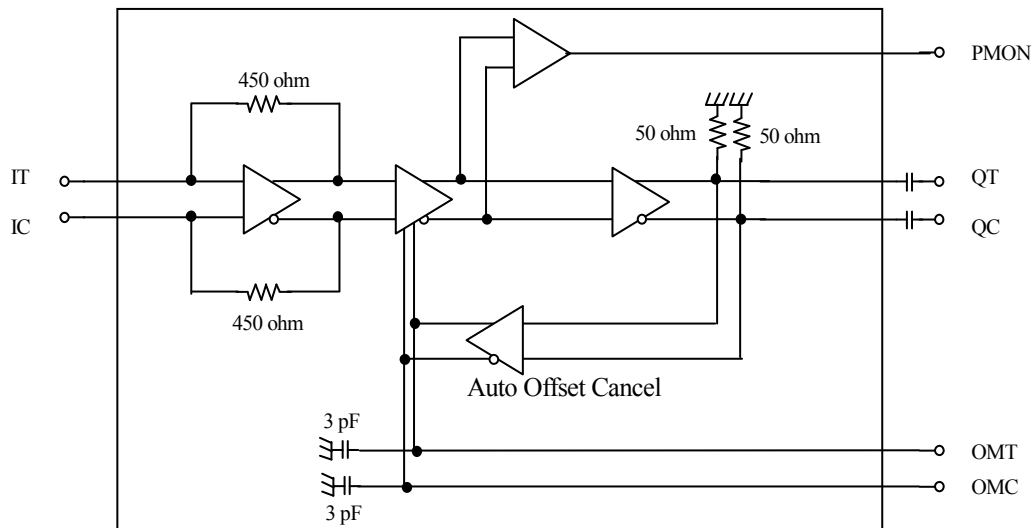 PMON
450 ohm
50 ohm
50 ohm
IT
QT
IC
QC
450 ohm
Auto Offset Cancel
3 pF
OMT
OMC
3 pF